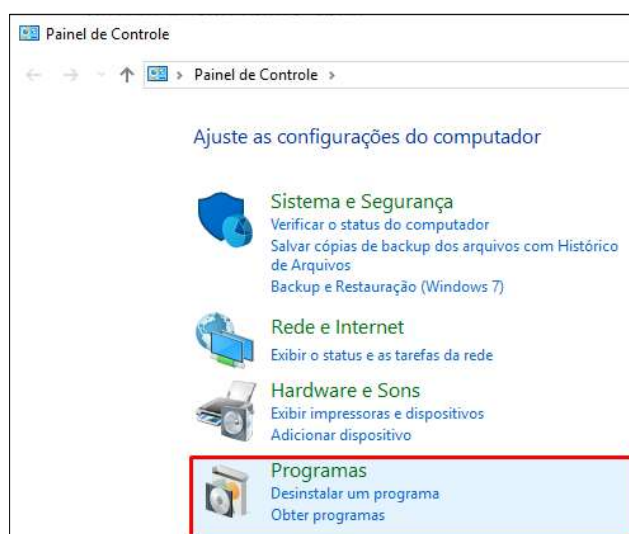 Painel de Controle
Painel de Controle
Ajuste as configurações do computador
Sistema e Segurança
Verificar o status do computador
Salvar cópias de backup dos arquivos com Histórico
de Arquivos
Backup e Restauração (Windows 7)
Rede e Internet
Exibir o status e as tarefas da rede
Hardware e Sons
Exibir impressoras e dispositivos
Adicionar dispositivo
Programas
Desinstalar um programa
Obter programas